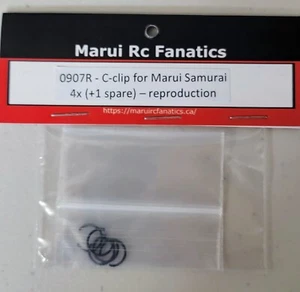 Marui Rc Fanatics
0907R - C-clip for Marui Samurai
4x (+1 spare) – reproduction
https://maruircfanatics.ca/